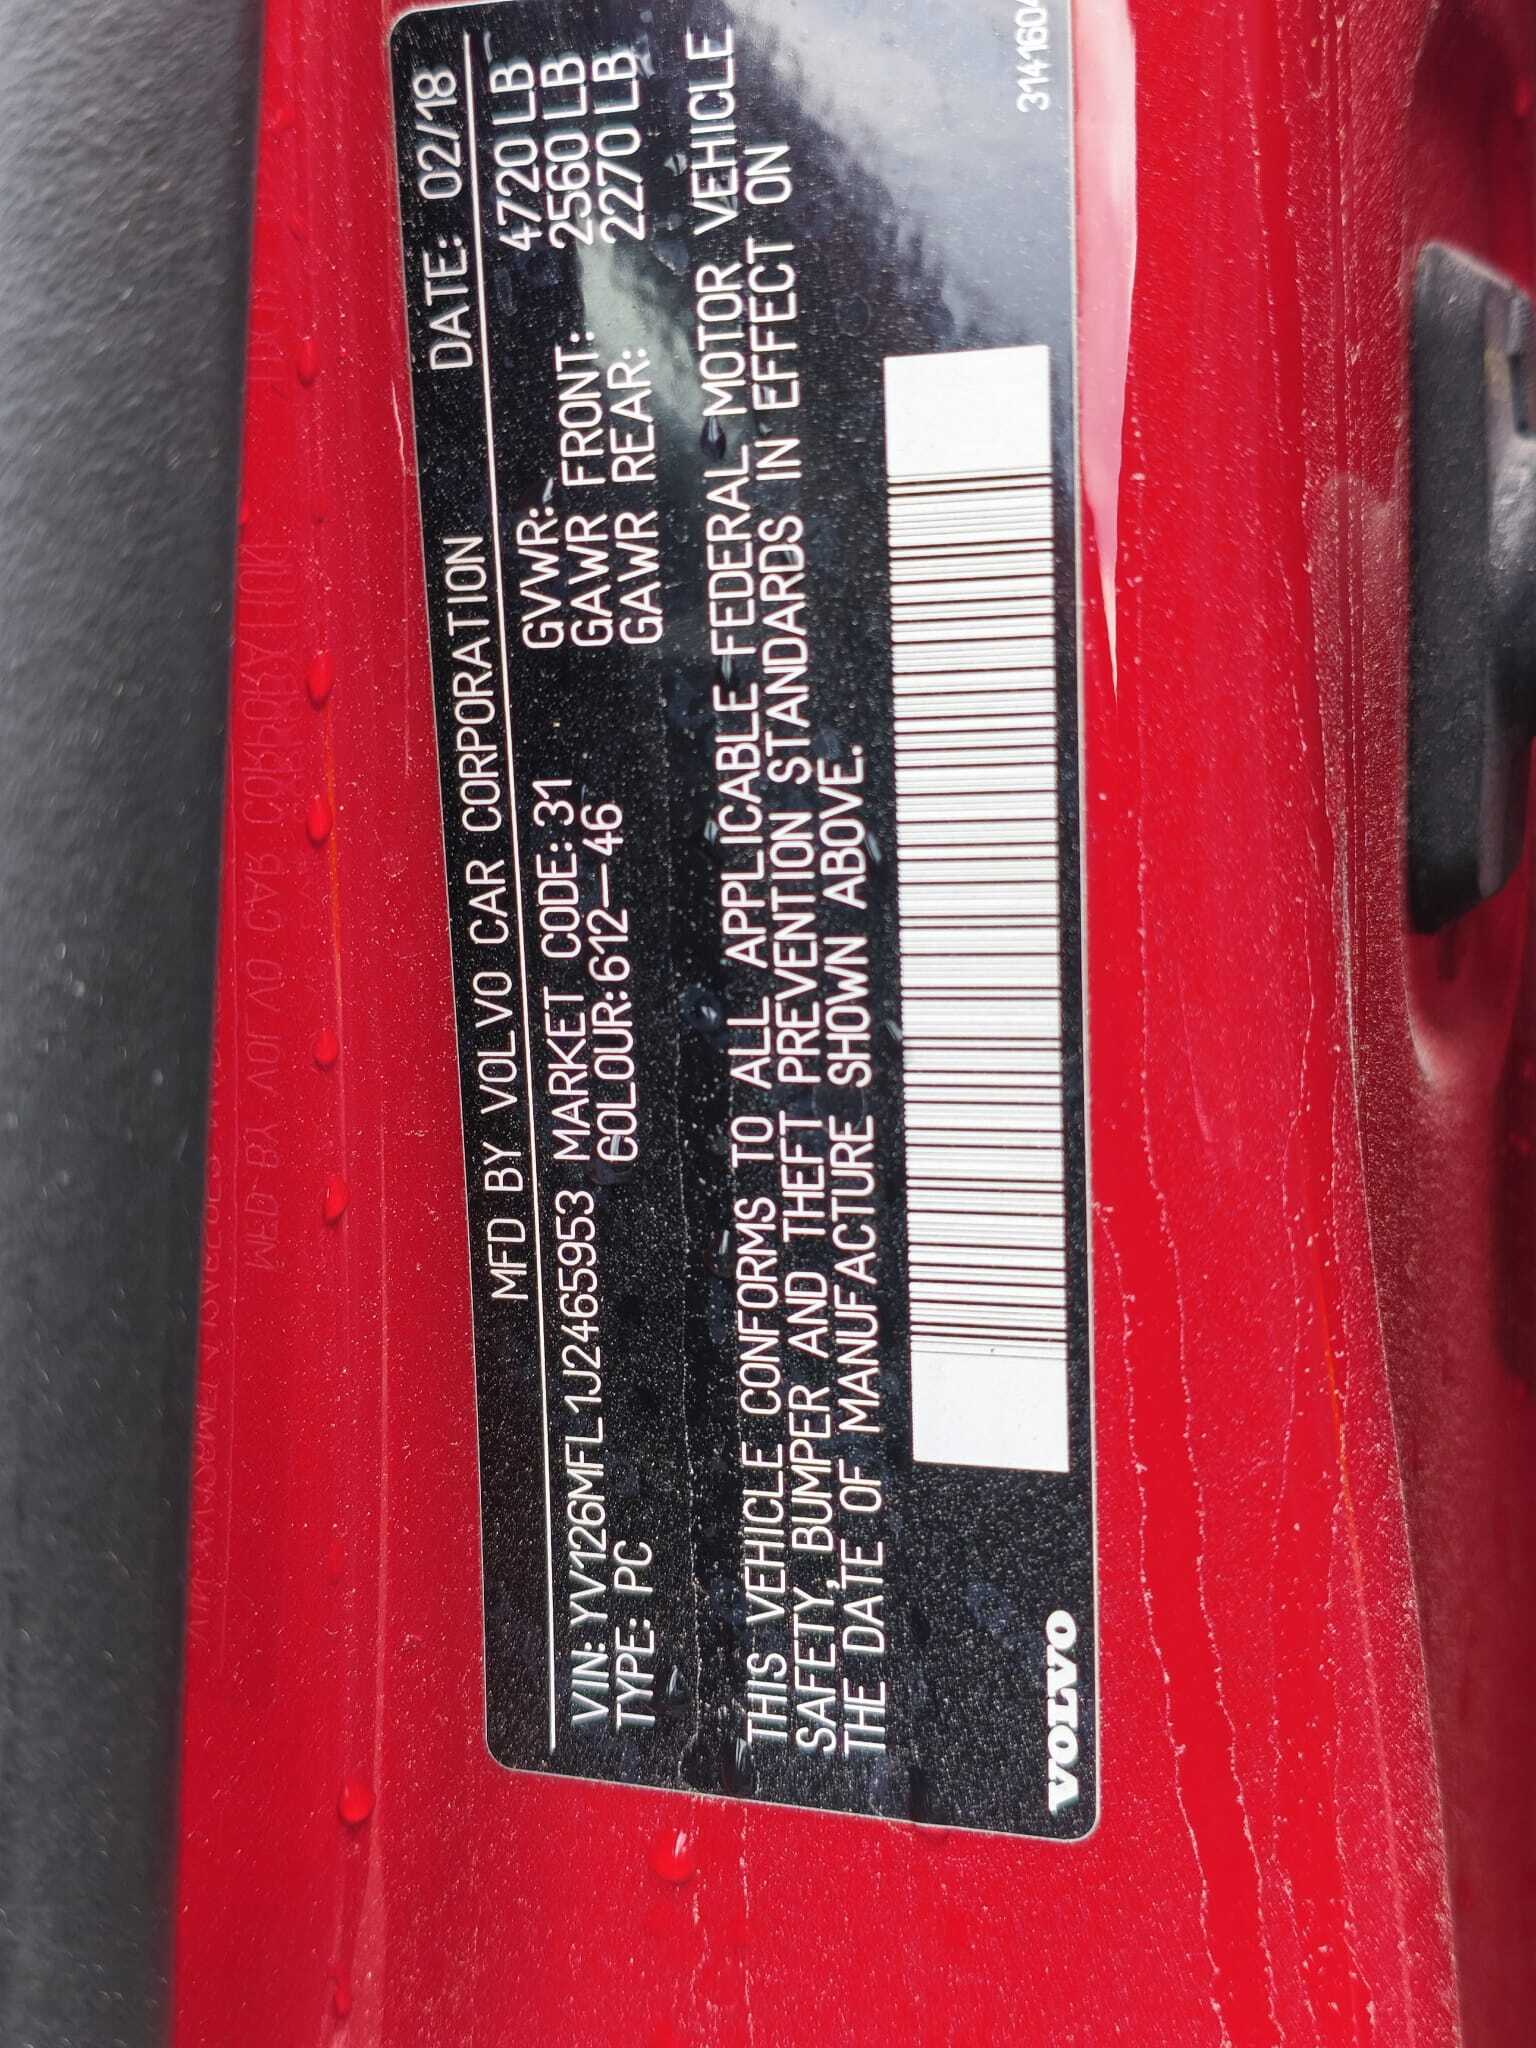 MFD BY VOLVO CAR CORPORATION DATE: 02/18
VIN: YV126MFL1J2465953 MARKET CODE: 31 GVWR: 4720 LB
TYPE: PC COLOUR: 612-46 GAWR FRONT: 2560 LB
GAWR REAR: 2270 LB
THIS VEHICLE CONFORMS TO ALL APPLICABLE FEDERAL MOTOR VEHICLE
SAFETY, BUMPER AND THEFT PREVENTION STANDARDS IN EFFECT ON
THE DATE OF MANUFACTURE SHOWN ABOVE.
VOLVO